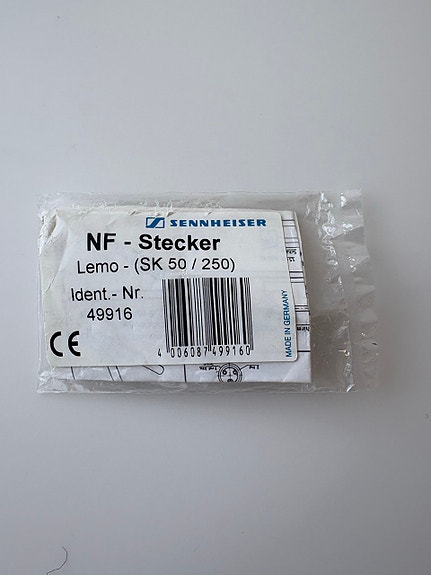 SENNHEISER
NF - Stecker
Lemo - (SK 50 / 250)
Ident.- Nr.
49916
4 006087 499160
MADE IN GERMANY
CE